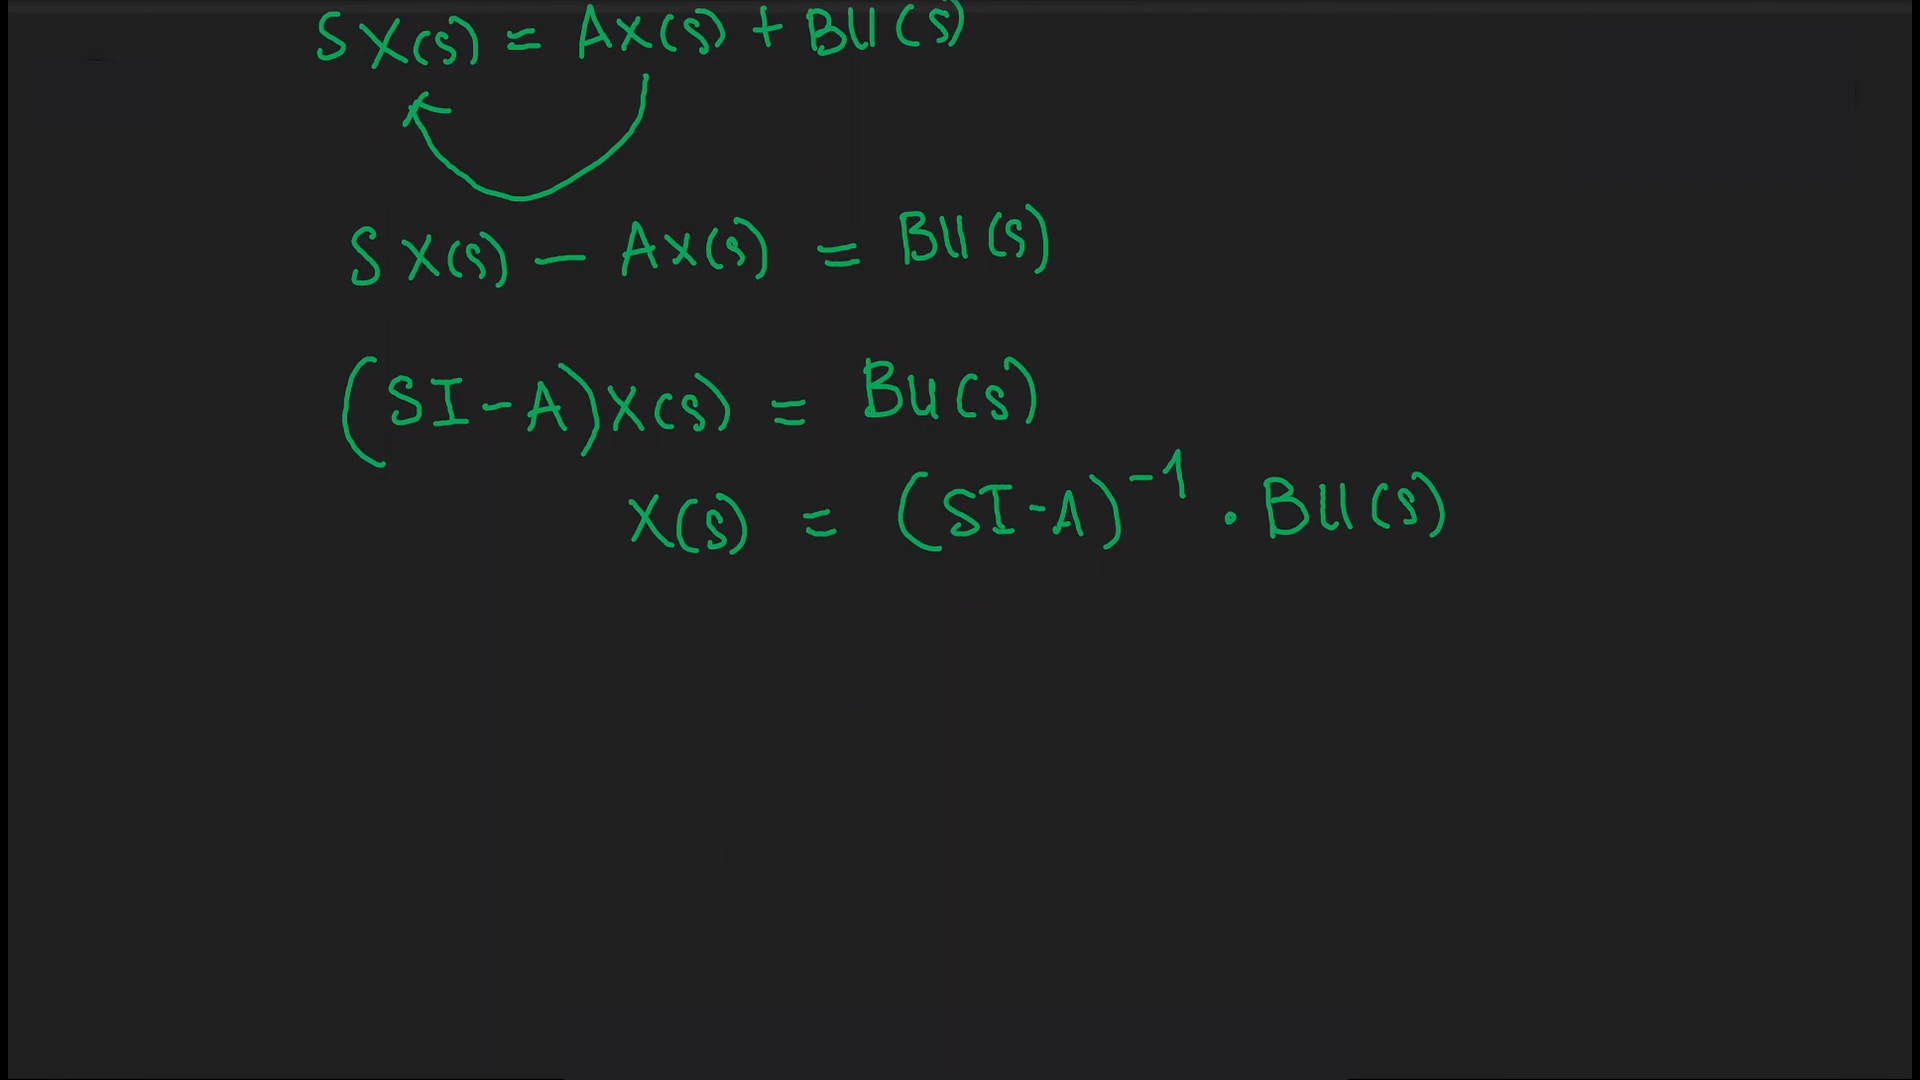 SX(s) = AX(s) + BU(s)
SX(s) - AX(s) = BU(s)
(SI-A)X(s) = BU(s)
X(s) = (SI-A)⁻¹ · BU(s)